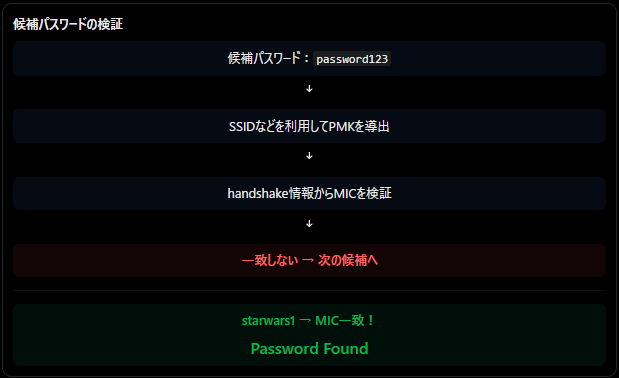 候補パスワードの検証
候補パスワード：password123
↓
SSIDなどを利用してPMKを導出
↓
handshake情報からMICを検証
↓
一致しない → 次の候補へ
starwars1 → MIC一致！
Password Found